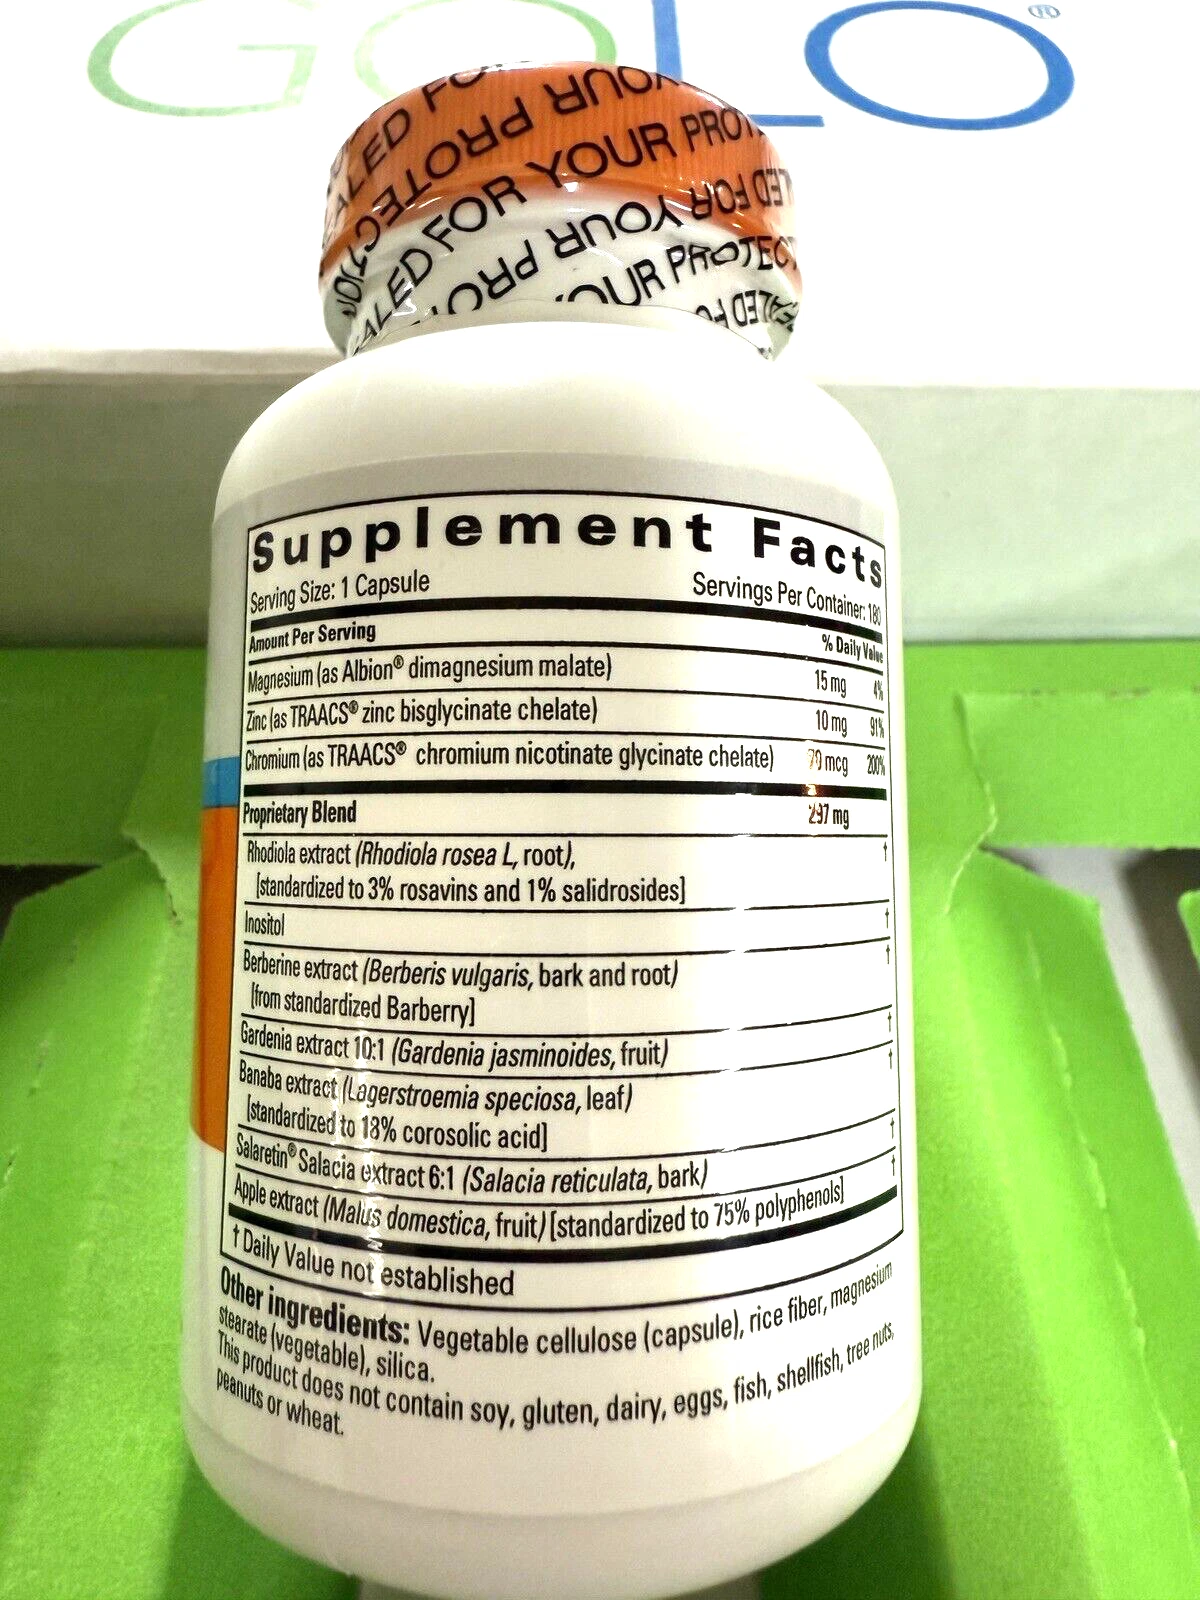 GOLO®
SEALED FOR YOUR PROTECTION
SEALED FOR YOUR PROTECTION
Supplement Facts
Serving Size: 1 Capsule Servings Per Container: 180
Amount Per Serving % Daily Value
Magnesium (as Albion® dimagnesium malate) 15 mg 4%
Zinc (as TRAACS® zinc bisglycinate chelate) 10 mg 91%
Chromium (as TRAACS® chromium nicotinate glycinate chelate) 70 mcg 200%
Proprietary Blend 297 mg
Rhodiola extract (Rhodiola rosea L, root), †
[standardized to 3% rosavins and 1% salidrosides]
Inositol †
Berberine extract (Berberis vulgaris, bark and root) †
[from standardized Barberry]
Gardenia extract 10:1 (Gardenia jasminoides, fruit) †
Banaba extract (Lagerstroemia speciosa, leaf) †
[standardized to 18% corosolic acid]
Salaretin® Salacia extract 6:1 (Salacia reticulata, bark) †
Apple extract (Malus domestica, fruit) [standardized to 75% polyphenols] †
† Daily Value not established
Other ingredients: Vegetable cellulose (capsule), rice fiber, magnesium
stearate (vegetable), silica.
This product does not contain soy, gluten, dairy, eggs, fish, shellfish, tree nuts,
peanuts or wheat.